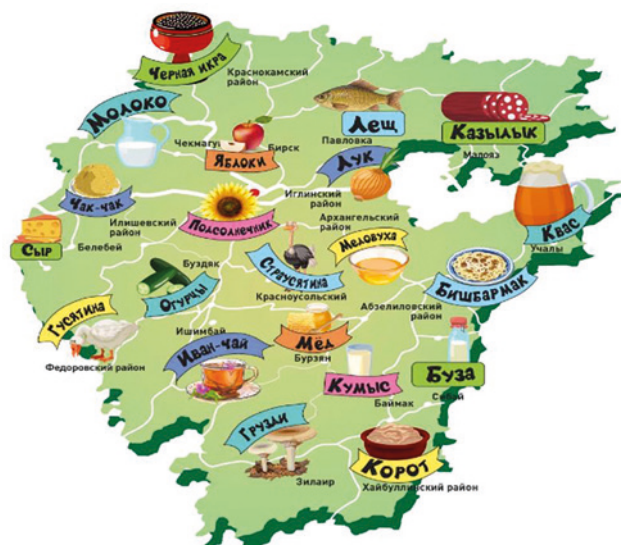 Черная икра
Краснокамский
район
Молоко
Чекмагуш
Яблоки
Бирск
Лещ
Павловка
Казылык
Малояз
Лук
Чак-чак
Илишевский
район
Подсолнечник
Иглинский
район
Архангельский
район
Квас
Учалы
Сыр
Белебей
Буздяк
Огурцы
Страусятина
Красноусольский
Медовуха
Бишбармак
Абзелиловский
район
Гусятина
Федоровский район
Ишимбай
Иван-чай
Мёд
Бурзян
Кумыс
Баймак
Буза
Сибай
Грузди
Зилаир
Корот
Хайбуллинский район